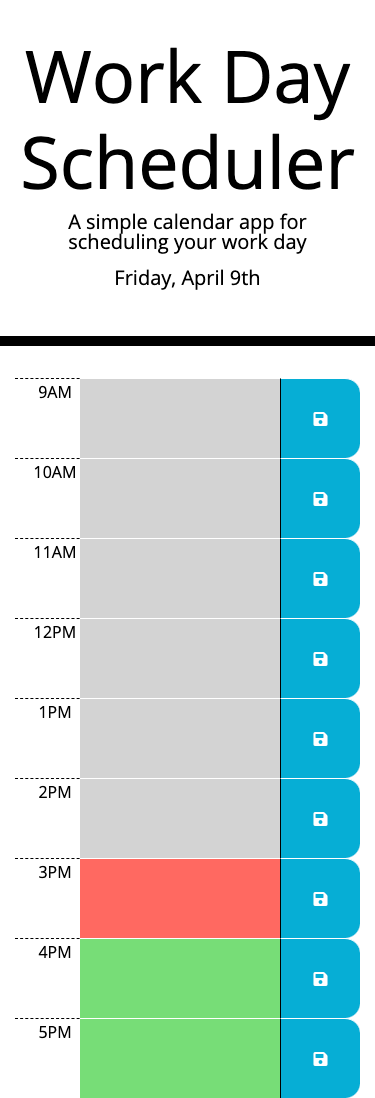 Work Day
Scheduler
A simple calendar app for
scheduling your work day
Friday, April 9th
9AM
10AM
11AM
12PM
1PM
2PM
3PM
4PM
5PM